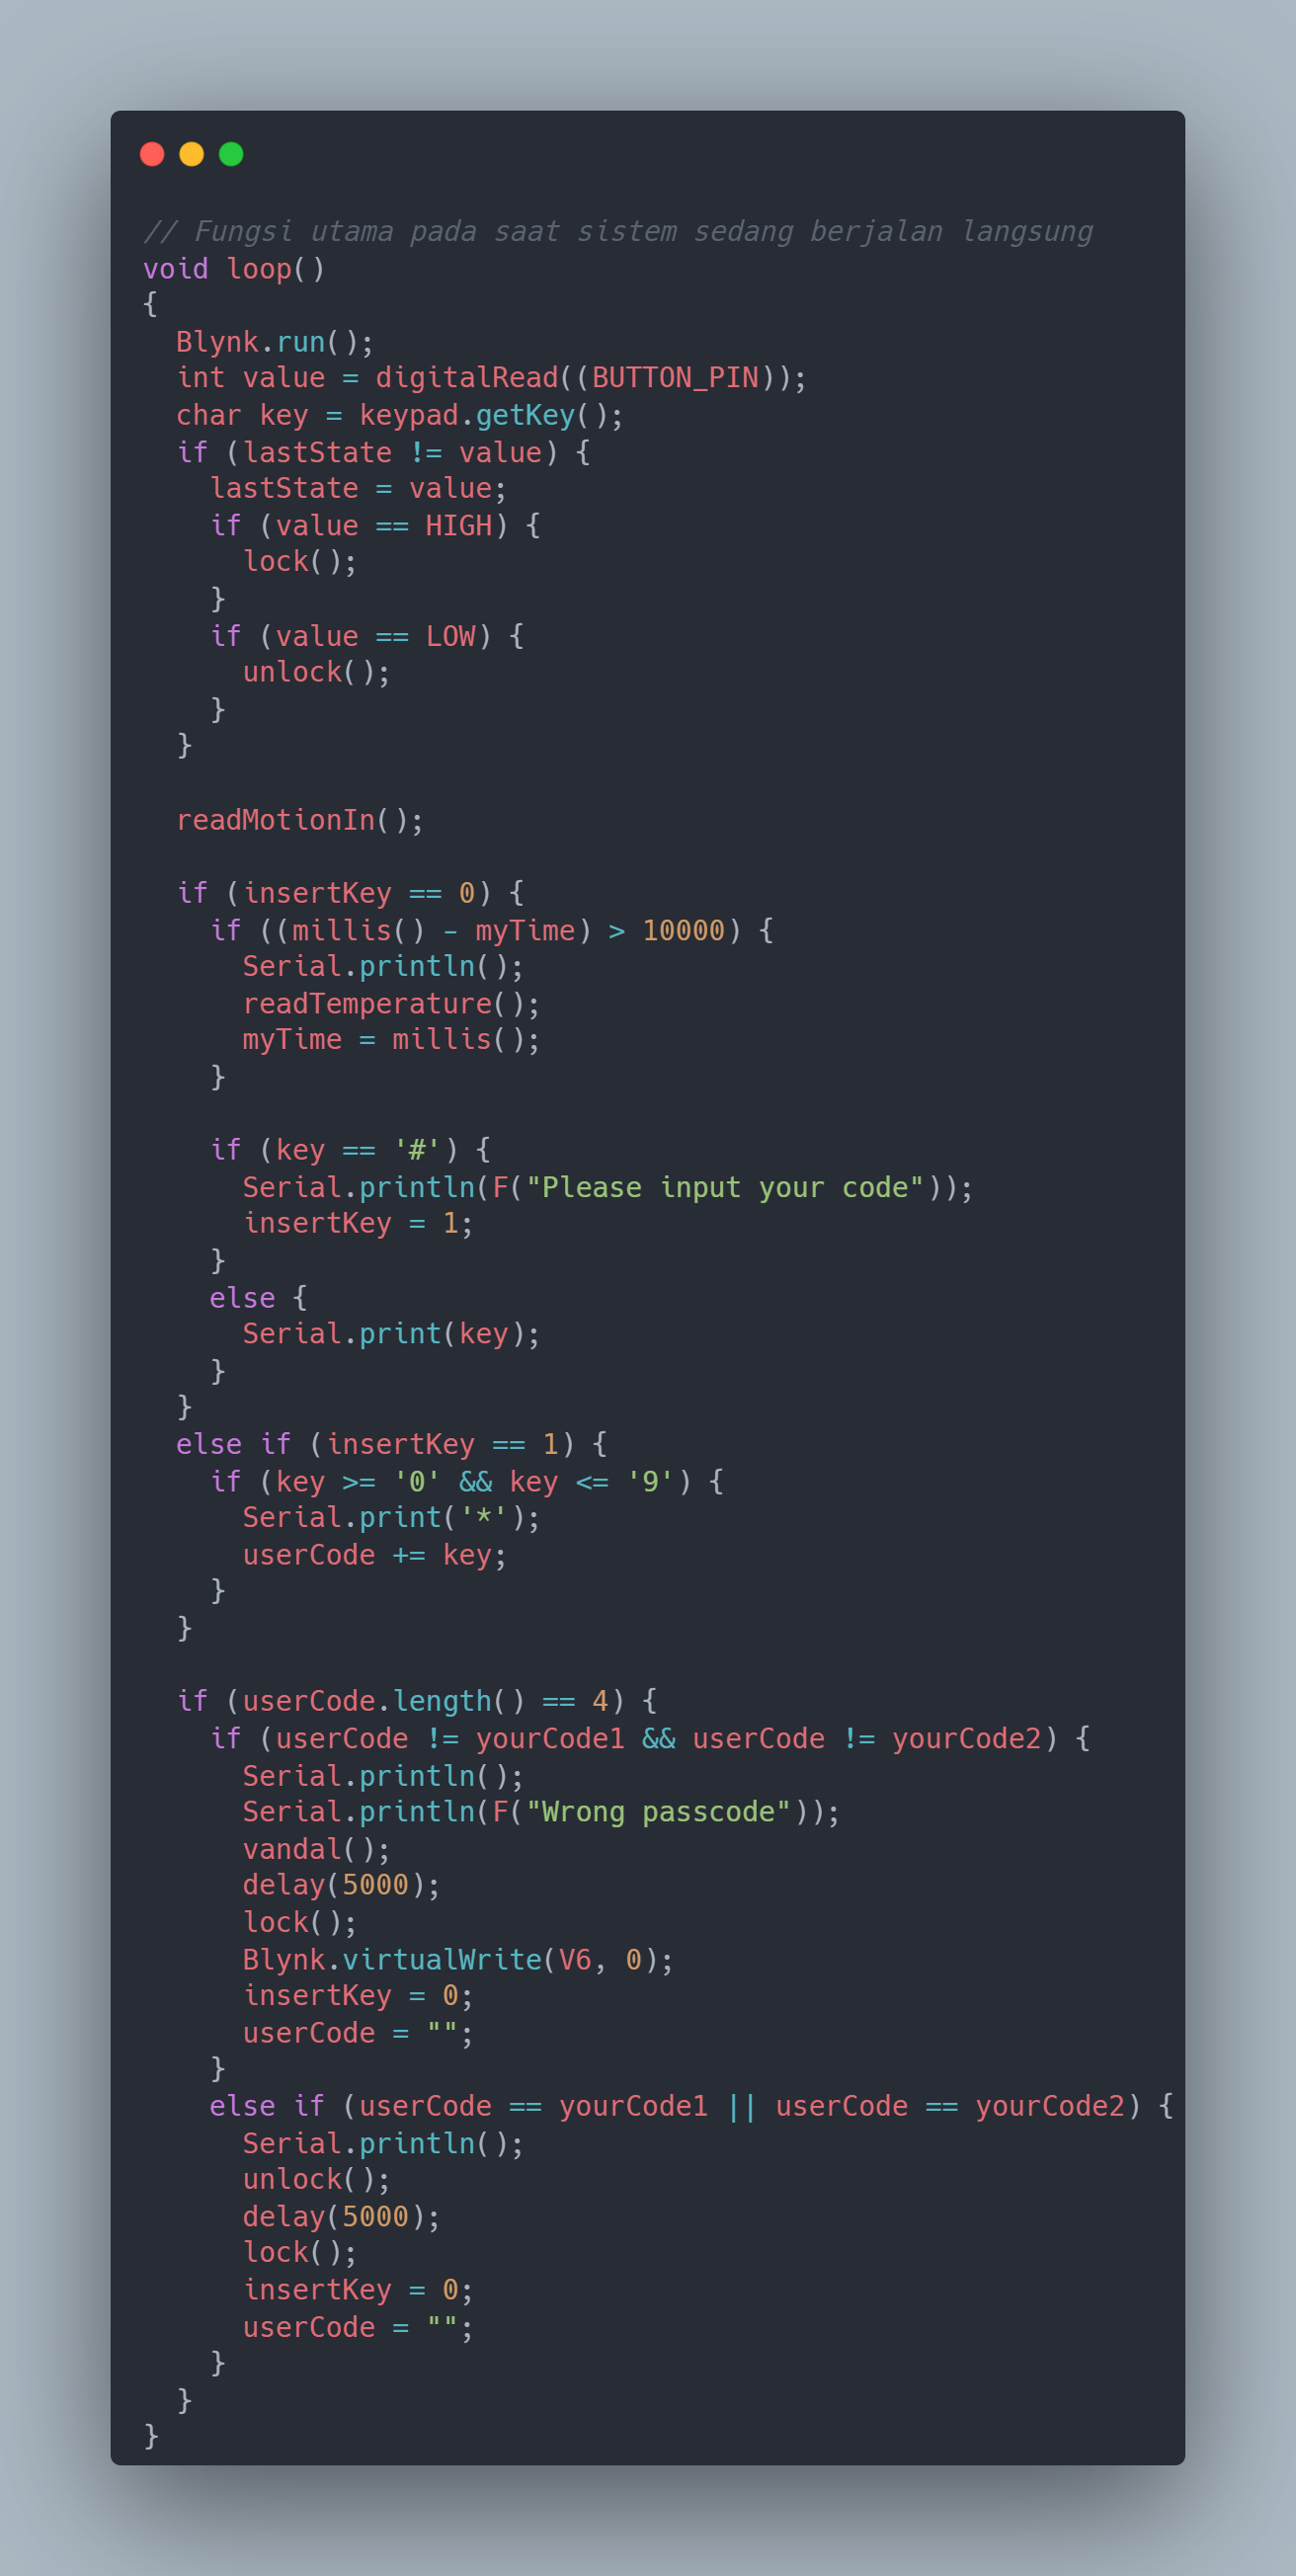 // Fungsi utama pada saat sistem sedang berjalan langsung
void loop()
{
  Blynk.run();
  int value = digitalRead((BUTTON_PIN));
  char key = keypad.getKey();
  if (lastState != value) {
    lastState = value;
    if (value == HIGH) {
      lock();
    }
    if (value == LOW) {
      unlock();
    }
  }

  readMotionIn();

  if (insertKey == 0) {
    if ((millis() - myTime) > 10000) {
      Serial.println();
      readTemperature();
      myTime = millis();
    }

    if (key == '#') {
      Serial.println(F("Please input your code"));
      insertKey = 1;
    }
    else {
      Serial.print(key);
    }
  }
  else if (insertKey == 1) {
    if (key >= '0' && key <= '9') {
      Serial.print('*');
      userCode += key;
    }
  }

  if (userCode.length() == 4) {
    if (userCode != yourCode1 && userCode != yourCode2) {
      Serial.println();
      Serial.println(F("Wrong passcode"));
      vandal();
      delay(5000);
      lock();
      Blynk.virtualWrite(V6, 0);
      insertKey = 0;
      userCode = "";
    }
    else if (userCode == yourCode1 || userCode == yourCode2) {
      Serial.println();
      unlock();
      delay(5000);
      lock();
      insertKey = 0;
      userCode = "";
    }
  }
}